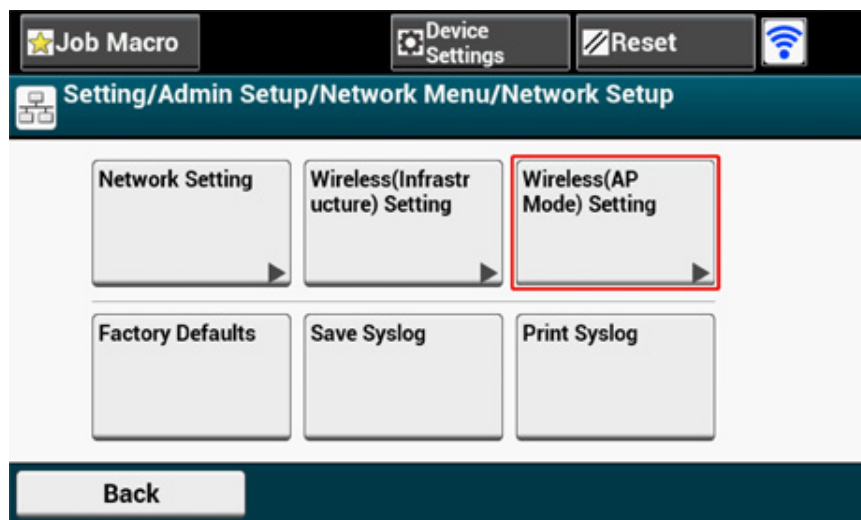 Job Macro
Device
Settings
Reset
Setting/Admin Setup/Network Menu/Network Setup
Network Setting
Wireless(Infrastr
ucture) Setting
Wireless(AP
Mode) Setting
Factory Defaults
Save Syslog
Print Syslog
Back